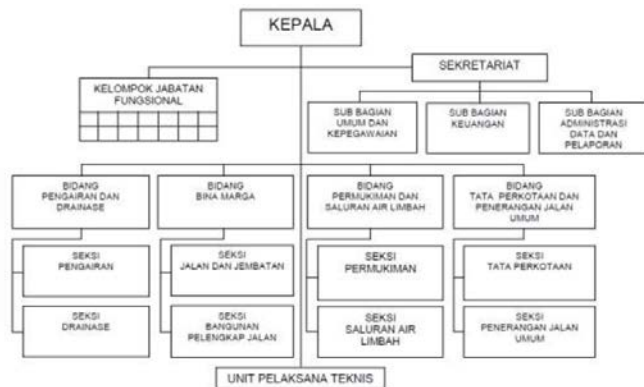 KEPALA
SEKRETARIAT
KELOMPOK JABATAN
FUNGSIONAL
SUB BAGIAN
UMUM DAN
KEPEGAWAIAN
SUB BAGIAN
KEUANGAN
SUB BAGIAN
ADMINISTRASI
DATA DAN
PELAPORAN
BIDANG
PENGAIRAN DAN
DRAINASE
BIDANG
BINA MARGA
BIDANG
PERMUKIMAN DAN
SALURAN AIR LIMBAH
BIDANG
TATA PERKOTAAN DAN
PENERANGAN JALAN
UMUM
SEKSI
PENGAIRAN
SEKSI
JALAN DAN JEMBATAN
SEKSI
PERMUKIMAN
SEKSI
TATA PERKOTAAN
SEKSI
DRAINASE
SEKSI
BANGUNAN
PELENGKAP JALAN
SEKSI
SALURAN AIR
LIMBAH
SEKSI
PENERANGAN JALAN
UMUM
UNIT PELAKSANA TEKNIS